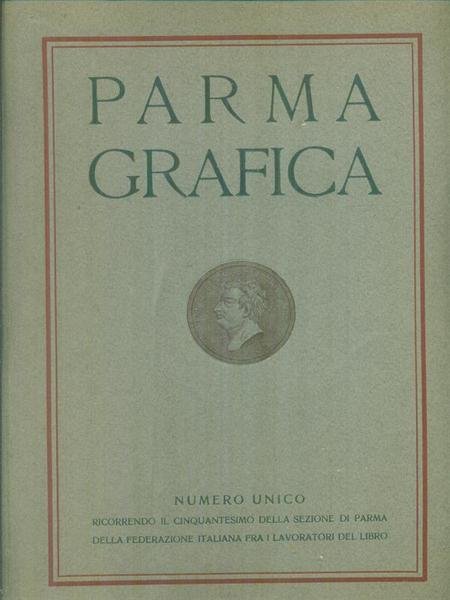 PARMA
GRAFICA
NUMERO UNICO
RICORRENDO IL CINQUANTESIMO DELLA SEZIONE DI PARMA
DELLA FEDERAZIONE ITALIANA FRA I LAVORATORI DEL LIBRO